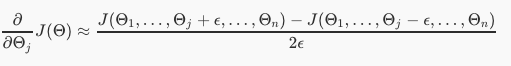 ∂/∂Θ_j J(Θ) ≈ (J(Θ_1, …, Θ_j + ϵ, …, Θ_n) − J(Θ_1, …, Θ_j − ϵ, …, Θ_n)) / 2ϵ